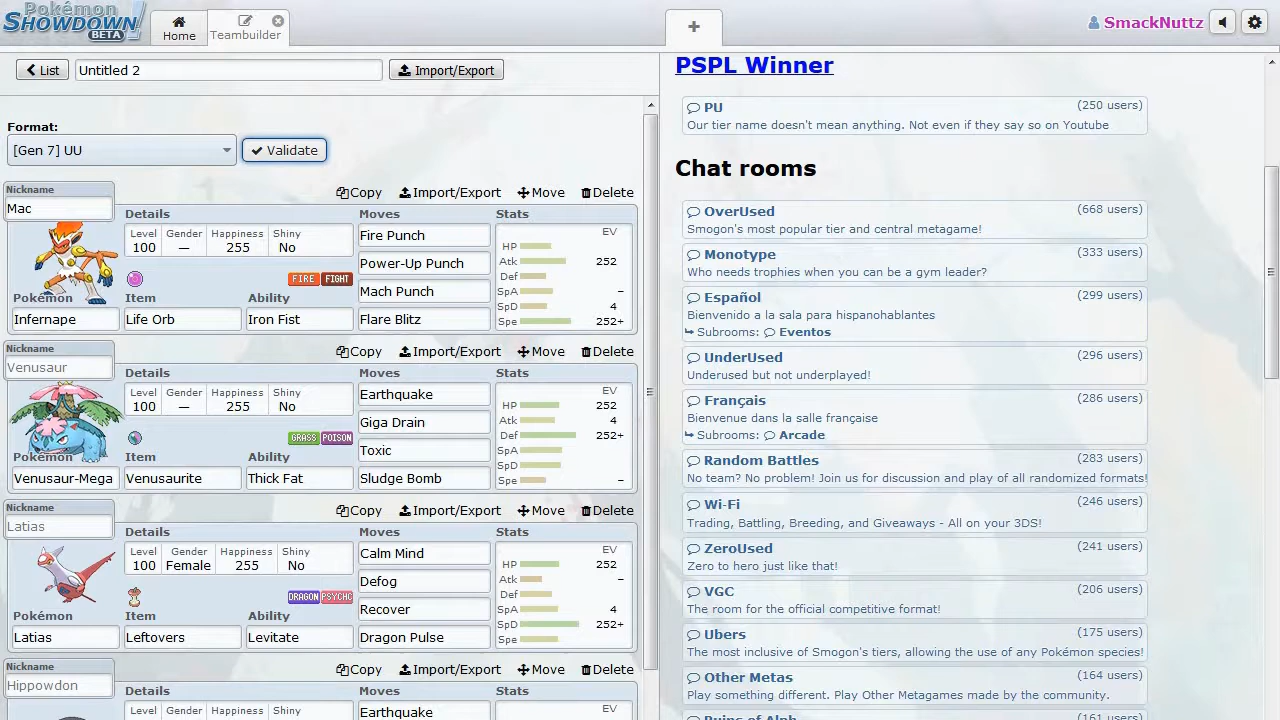 Pokémon
SHOWDOWN!
BETA
Home
Teambuilder
+
SmackNuttz
List
Untitled 2
Import/Export
Format:
[Gen 7] UU
Validate
Copy Import/Export Move Delete
Nickname
Mac
Details
Moves
Stats
Level Gender Happiness Shiny
100 — 255 No
FIRE FIGHT
Pokémon Item Ability
Infernape Life Orb Iron Fist
Fire Punch
Power-Up Punch
Mach Punch
Flare Blitz
EV
HP
Atk 252
Def
SpA –
SpD 4
Spe 252+
Copy Import/Export Move Delete
Nickname
Venusaur
Details
Moves
Stats
Level Gender Happiness Shiny
100 — 255 No
GRASS POISON
Pokémon Item Ability
Venusaur-Mega Venusaurite Thick Fat
Earthquake
Giga Drain
Toxic
Sludge Bomb
EV
HP 252
Atk 4
Def 252+
SpA
SpD
Spe –
Copy Import/Export Move Delete
Nickname
Latias
Details
Moves
Stats
Level Gender Happiness Shiny
100 Female 255 No
DRAGON PSYCHC
Pokémon Item Ability
Latias Leftovers Levitate
Calm Mind
Defog
Recover
Dragon Pulse
EV
HP 252
Atk –
Def
SpA 4
SpD 252+
Spe
Copy Import/Export Move Delete
Nickname
Hippowdon
Details
Moves
Stats
Level Gender Happiness Shiny
Earthquake
EV
PSPL Winner
PU (250 users)
Our tier name doesn't mean anything. Not even if they say so on Youtube
Chat rooms
OverUsed (668 users)
Smogon's most popular tier and central metagame!
Monotype (333 users)
Who needs trophies when you can be a gym leader?
Español (299 users)
Bienvenido a la sala para hispanohablantes
Subrooms: Eventos
UnderUsed (296 users)
Underused but not underplayed!
Français (286 users)
Bienvenue dans la salle française
Subrooms: Arcade
Random Battles (283 users)
No team? No problem! Join us for discussion and play of all randomized formats!
Wi-Fi (246 users)
Trading, Battling, Breeding, and Giveaways - All on your 3DS!
ZeroUsed (241 users)
Zero to hero just like that!
VGC (206 users)
The room for the official competitive format!
Ubers (175 users)
The most inclusive of Smogon's tiers, allowing the use of any Pokémon species!
Other Metas (164 users)
Play something different. Play Other Metagames made by the community.
Ruins of Alph (161 users)